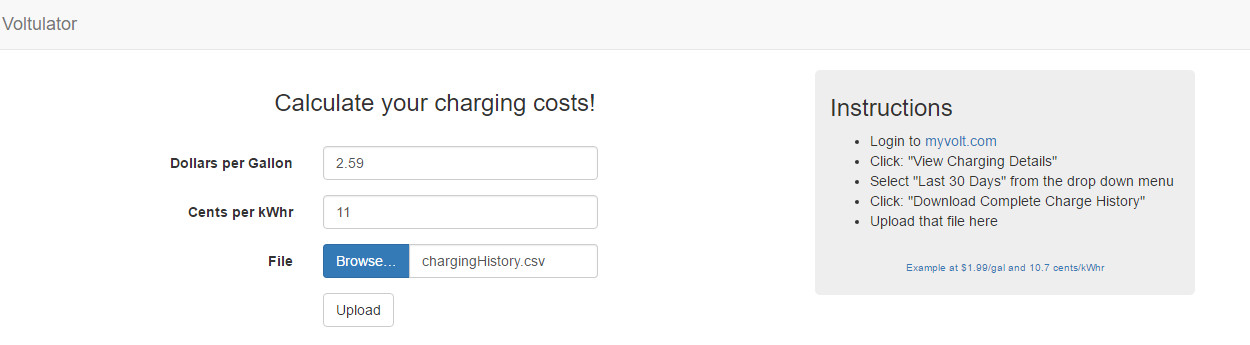 Voltulator
Calculate your charging costs!
Dollars per Gallon 2.59
Cents per kWhr 11
File Browse... chargingHistory.csv
Upload
Instructions
Login to myvolt.com
Click: "View Charging Details"
Select "Last 30 Days" from the drop down menu
Click: "Download Complete Charge History"
Upload that file here
Example at $1.99/gal and 10.7 cents/kWhr